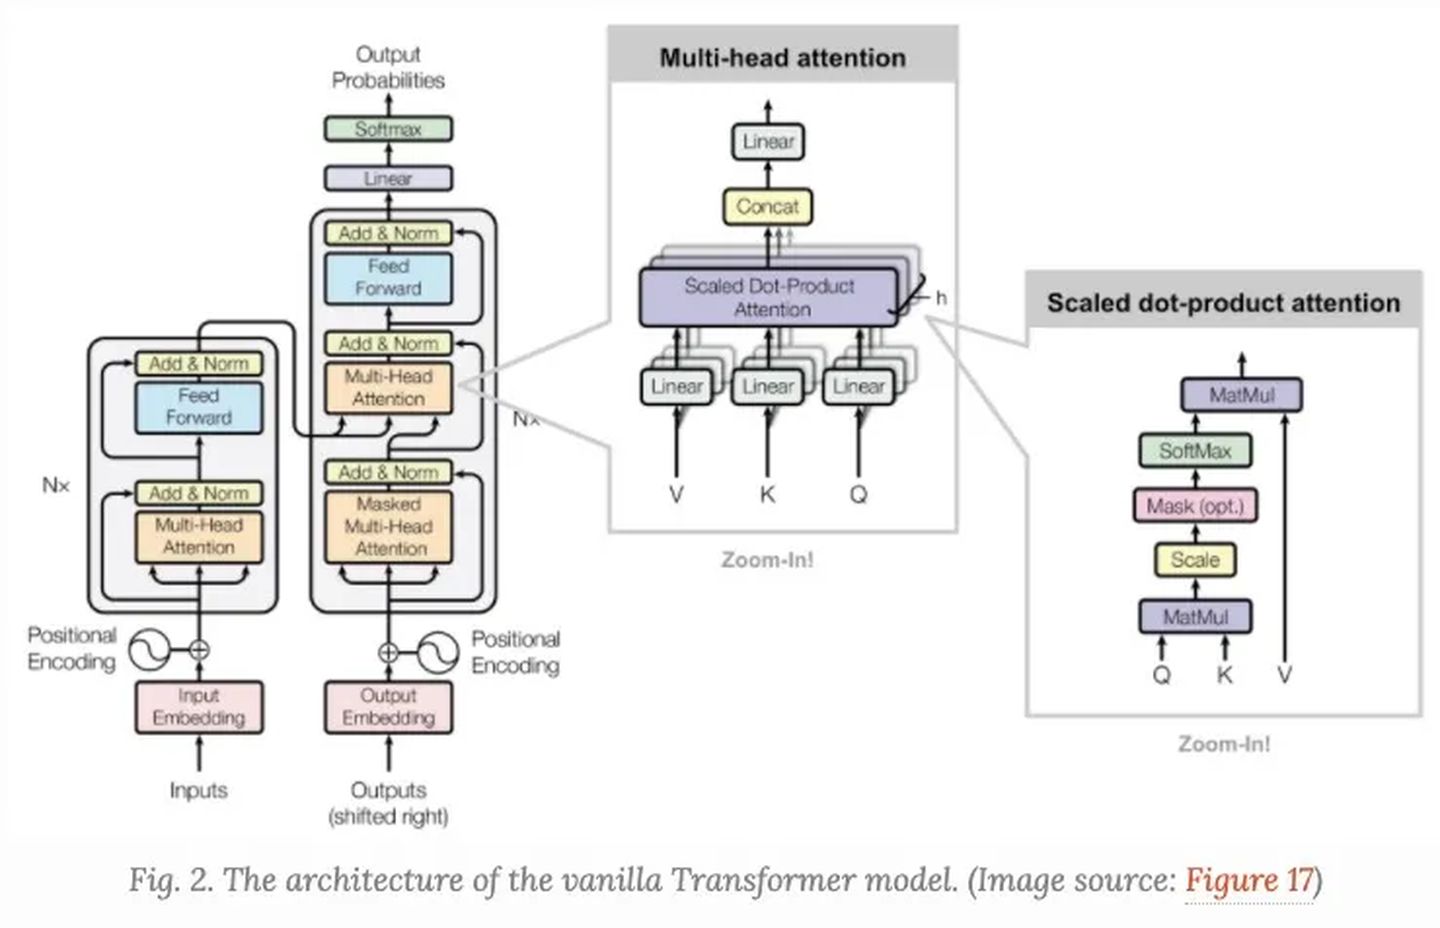 Output
Probabilities
Softmax
Linear
Add & Norm
Feed
Forward
Add & Norm
Multi-Head
Attention
Nx
Add & Norm
Masked
Multi-Head
Attention
Positional
Encoding
Output
Embedding
Outputs
(shifted right)
Add & Norm
Feed
Forward
Nx
Add & Norm
Multi-Head
Attention
Positional
Encoding
Input
Embedding
Inputs
Multi-head attention
Linear
Concat
Scaled Dot-Product
Attention
h
Linear
Linear
Linear
V
K
Q
Zoom-In!
Scaled dot-product attention
MatMul
SoftMax
Mask (opt.)
Scale
MatMul
Q
K
V
Zoom-In!
Fig. 2. The architecture of the vanilla Transformer model. (Image source: Figure 17)